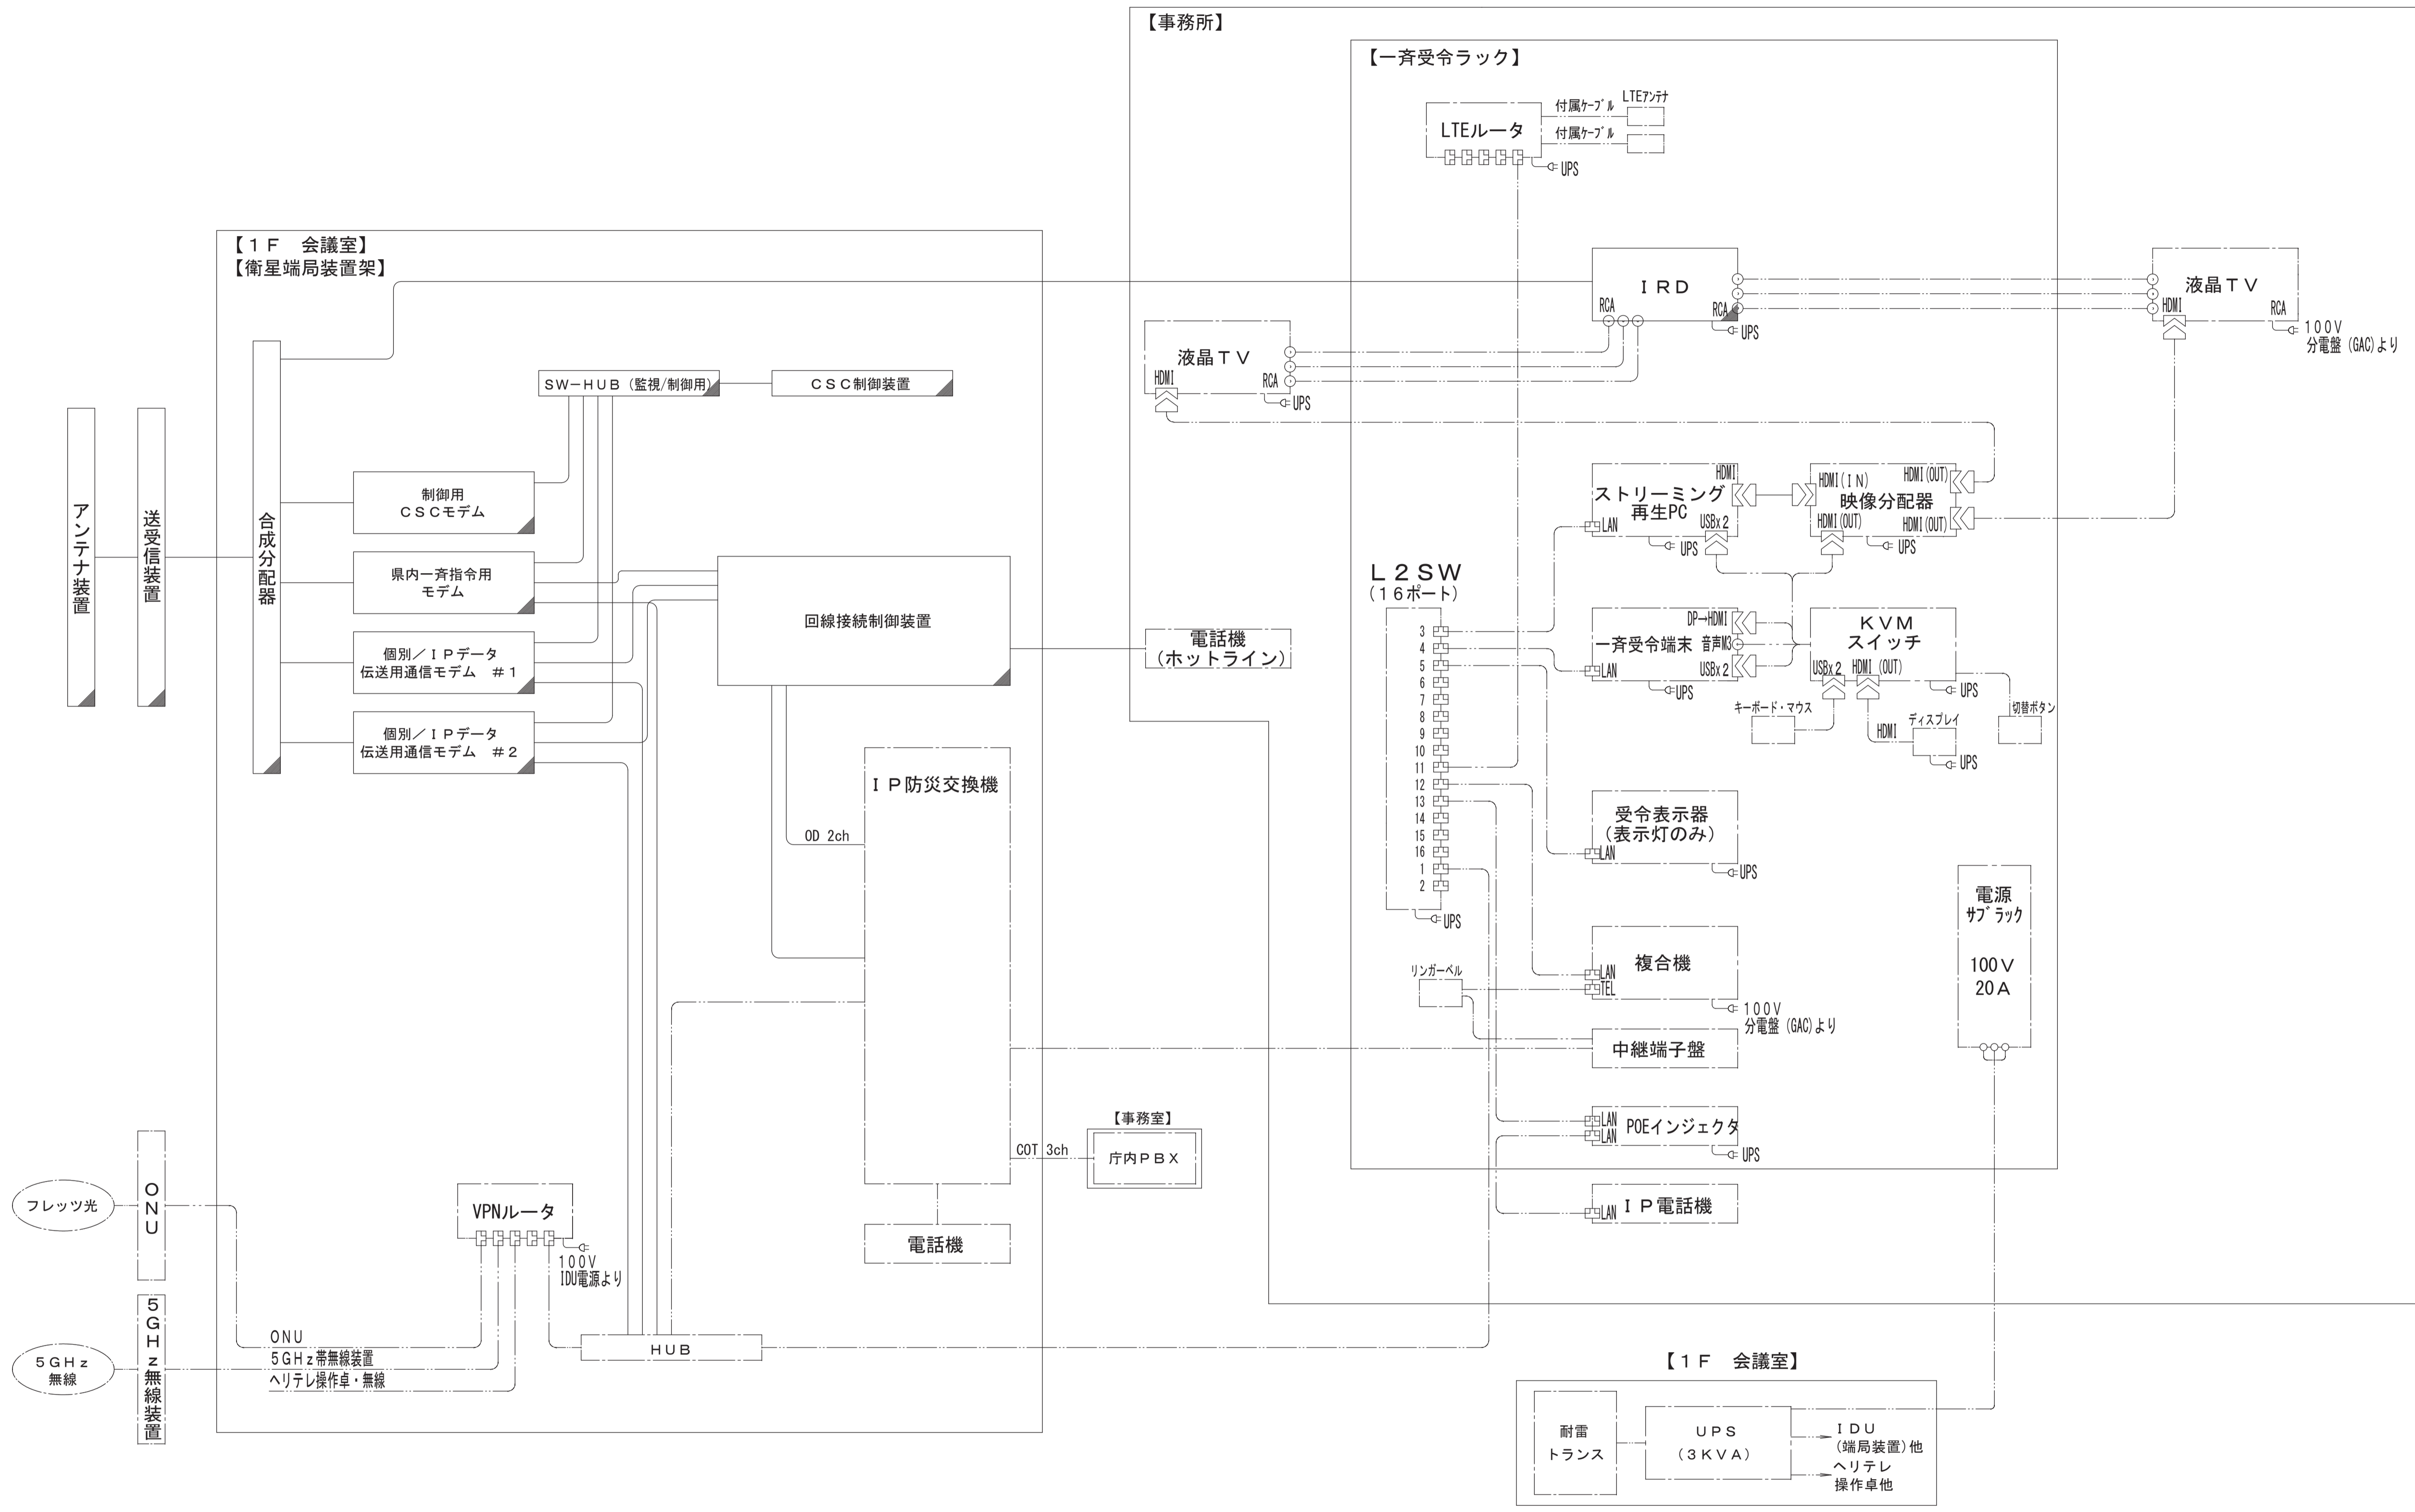 【事務所】
【一斉受令ラック】
LTEルータ
付属ｹｰﾌﾞﾙ
LTEｱﾝﾃﾅ
付属ｹｰﾌﾞﾙ
UPS
【１Ｆ　会議室】
【衛星端局装置架】
ＩＲＤ
RCA
RCA
UPS
液晶ＴＶ
HDMI
RCA
１００V
分電盤（GAC)より
液晶ＴＶ
HDMI
RCA
UPS
ＳＷ－ＨＵＢ（監視/制御用）
ＣＳＣ制御装置
アンテナ装置
送受信装置
合成分配器
制御用
ＣＳＣモデム
県内一斉指令用
モデム
個別／ＩＰデータ
伝送用通信モデム　＃１
個別／ＩＰデータ
伝送用通信モデム　＃２
回線接続制御装置
電話機
（ホットライン）
ストリーミング
再生PC
HDMI
LAN
USBx２
UPS
HDMI(ＩＮ)
HDMI(OUT)
映像分配器
HDMI(OUT)
HDMI(OUT)
UPS
Ｌ２ＳＷ
（１６ポート）
3
4
5
6
7
8
9
10
11
12
13
14
15
16
1
2
UPS
一斉受令端末
DP→HDMI
音声M3
LAN
USBx２
UPS
ＫＶＭ
スイッチ
USBx２
HDMI (OUT)
UPS
キーボード・マウス
HDMI
ディスプレイ
UPS
切替ボタン
ＩＰ防災交換機
OD 2ch
受令表示器
（表示灯のみ）
LAN
UPS
電源
ｻﾌﾞﾗｯｸ
100Ｖ
20Ａ
複合機
LAN
TEL
１００V
分電盤（GAC)より
リンガーベル
中継端子盤
POEインジェクタ
LAN
LAN
UPS
ＩＰ電話機
LAN
【事務室】
COT 3ch
庁内ＰＢＸ
電話機
フレッツ光
ＯＮＵ
VPNルータ
１００V
IDU電源より
５ＧＨｚ
無線
５ＧＨｚ無線装置
ＯＮＵ
５ＧＨｚ帯無線装置
ヘリテレ操作卓・無線
ＨＵＢ
【１Ｆ　会議室】
耐雷
トランス
ＵＰＳ
（３ＫＶＡ）
ＩＤＵ
(端局装置)他
ヘリテレ
操作卓他